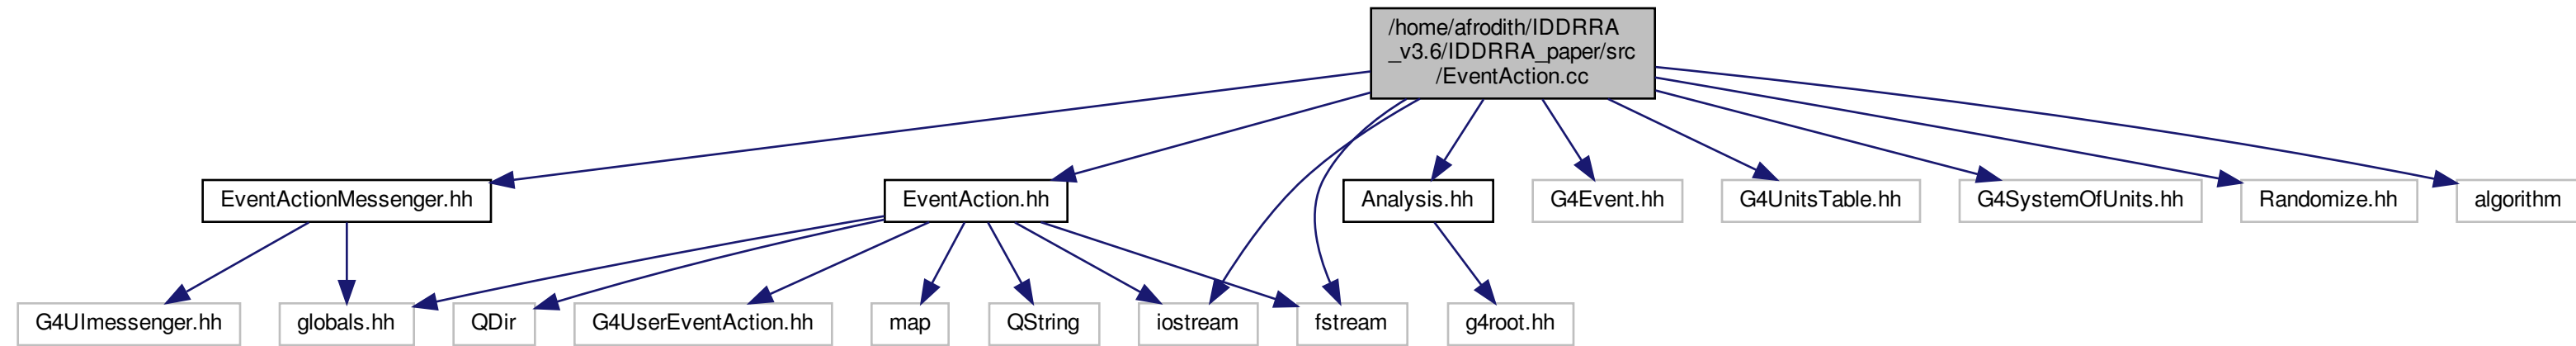 /home/afrodith/IDDRRA
_v3.6/IDDRRA_paper/src
/EventAction.cc
EventActionMessenger.hh
EventAction.hh
Analysis.hh
G4Event.hh
G4UnitsTable.hh
G4SystemOfUnits.hh
Randomize.hh
algorithm
G4UImessenger.hh
globals.hh
QDir
G4UserEventAction.hh
map
QString
iostream
fstream
g4root.hh